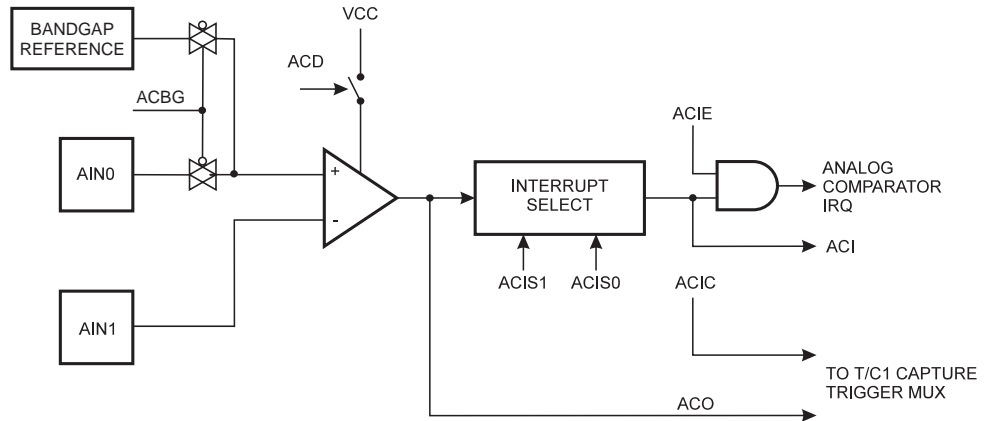 BANDGAP
REFERENCE
VCC
ACD
ACBG
AIN0
+
-
INTERRUPT
SELECT
ACIE
ANALOG
COMPARATOR
IRQ
ACI
ACIS1
ACIS0
ACIC
AIN1
TO T/C1 CAPTURE
TRIGGER MUX
ACO